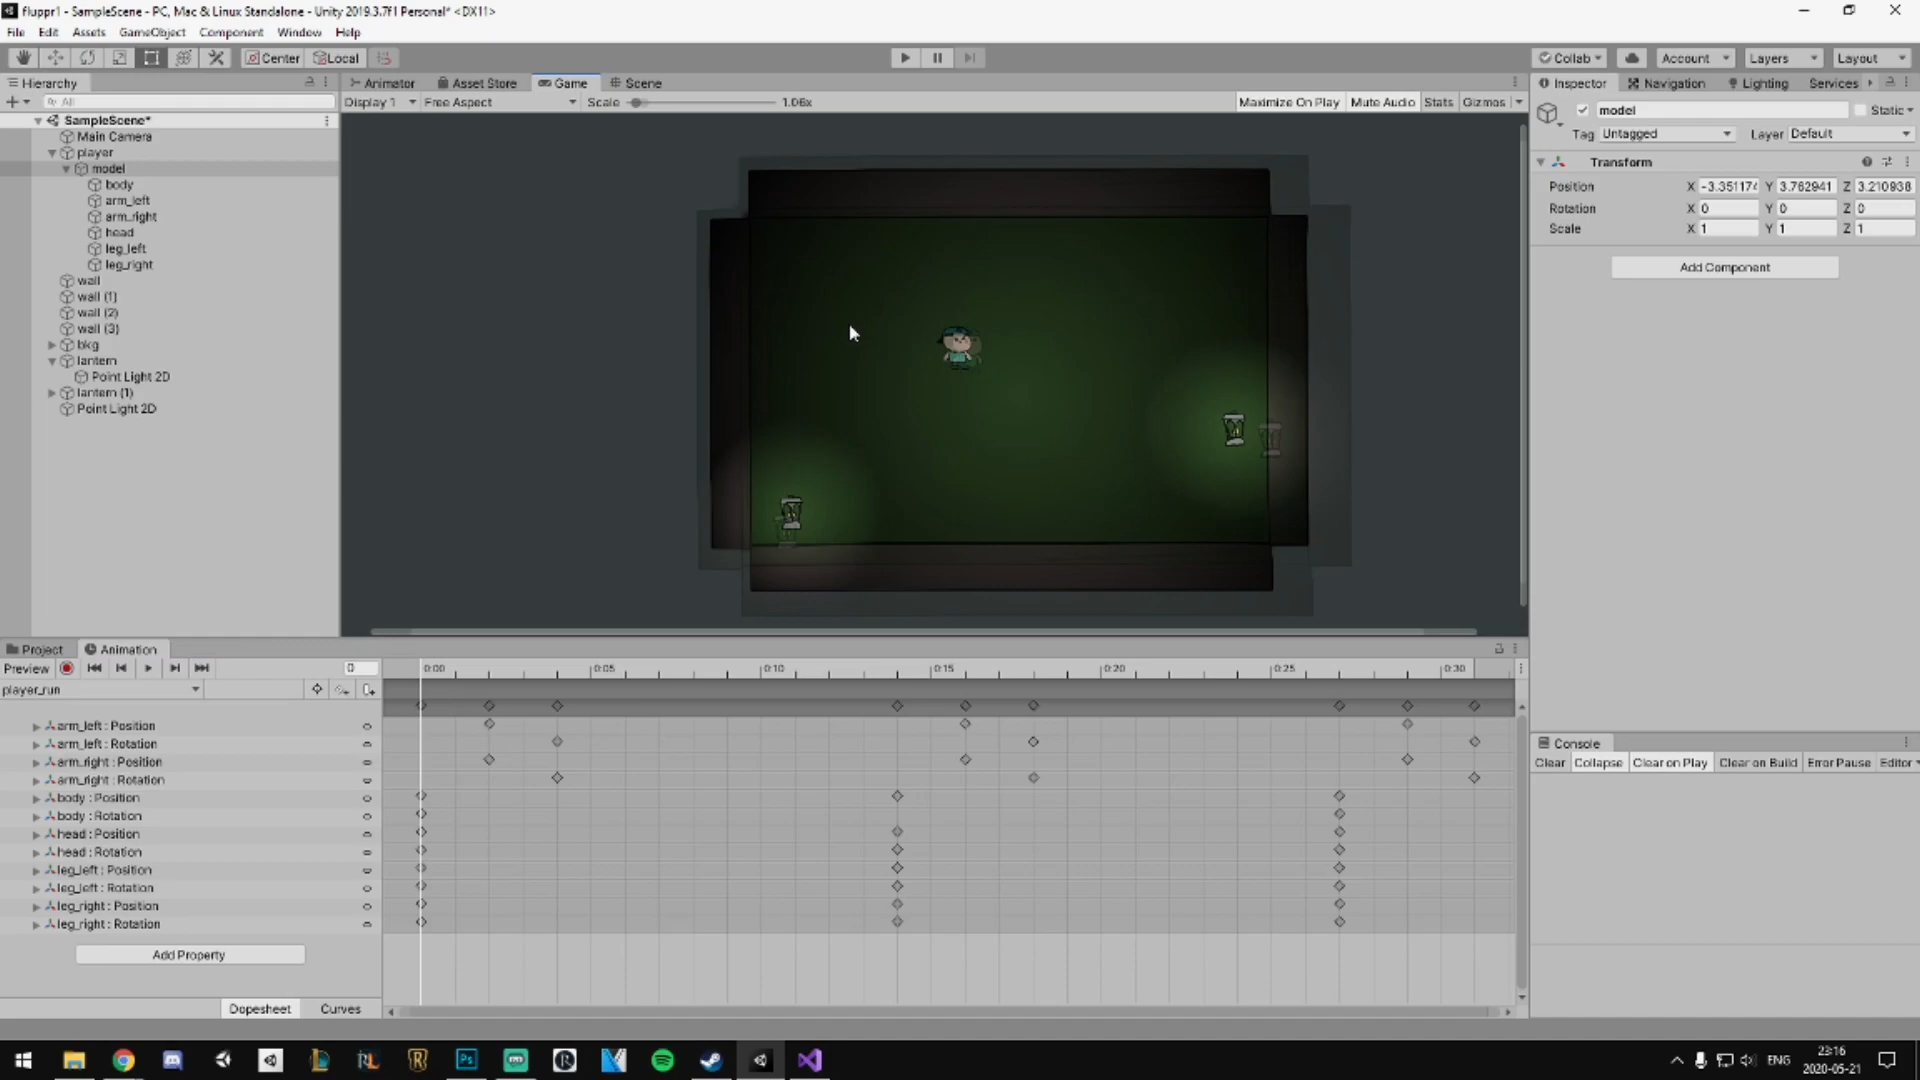 fluppr1 - SampleScene - PC, Mac & Linux Standalone - Unity 2019.3.7f1 Personal* <DX11>
File Edit Assets GameObject Component Window Help
Center Local
Collab Account Layers Layout
Hierarchy
Animator Asset Store Game Scene
Inspector Navigation Lighting Services
All
Display 1 Free Aspect Scale 1.06x
Maximize On Play Mute Audio Stats Gizmos
model Static
Tag Untagged Layer Default
SampleScene*
Main Camera
player
model
body
arm_left
arm_right
head
leg_left
leg_right
wall
wall (1)
wall (2)
wall (3)
bkg
lantern
Point Light 2D
lantern (1)
Point Light 2D
Transform
Position X -3.351174 Y 3.762941 Z 3.210938
Rotation X 0 Y 0 Z 0
Scale X 1 Y 1 Z 1
Add Component
Project Animation
Preview 0
0:00 0:05 0:10 0:15 0:20 0:25 0:30
player_run
arm_left : Position
arm_left : Rotation
arm_right : Position
arm_right : Rotation
body : Position
body : Rotation
head : Position
head : Rotation
leg_left : Position
leg_left : Rotation
leg_right : Position
leg_right : Rotation
Add Property
Dopesheet Curves
Console
Clear Collapse Clear on Play Clear on Build Error Pause Editor
ENG
23:16
2020-05-21